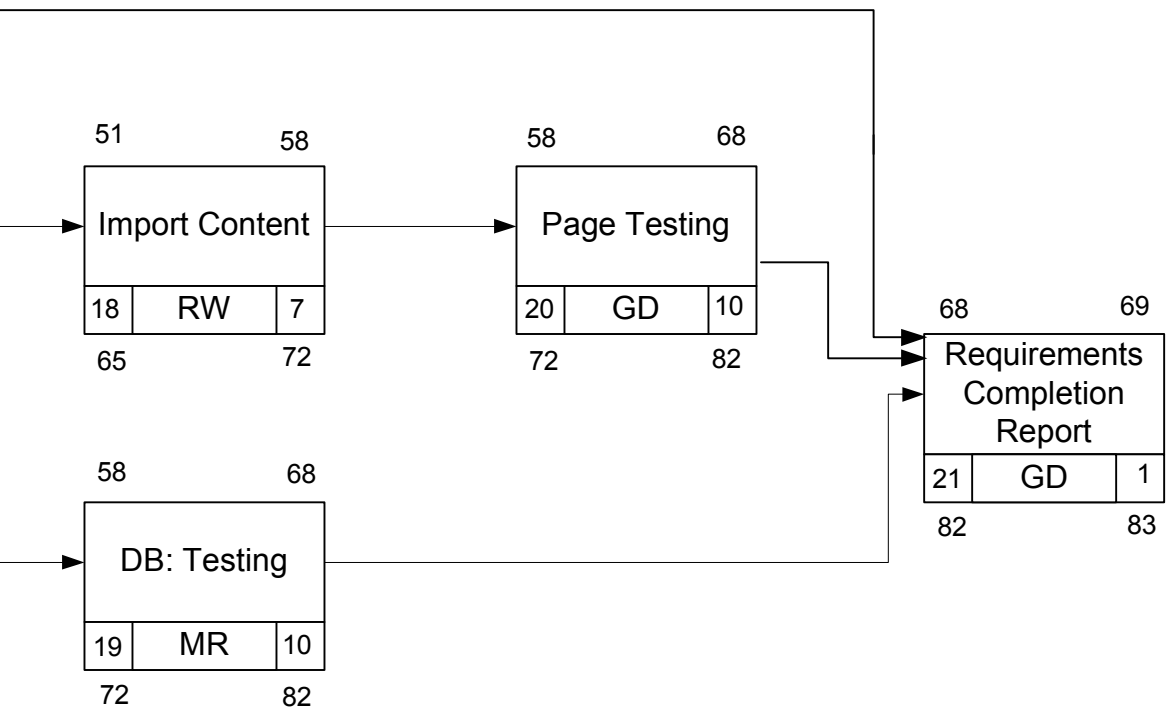 51 58
Import Content
18 RW 7
65 72
58 68
Page Testing
20 GD 10
72 82
68 69
Requirements
Completion
Report
21 GD 1
82 83
58 68
DB: Testing
19 MR 10
72 82